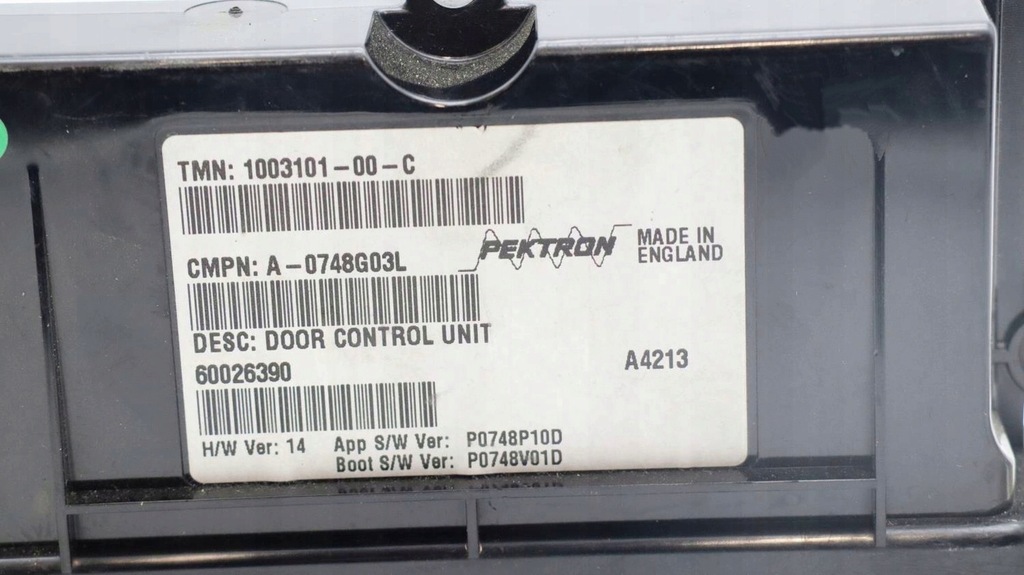 TMN: 1003101-00-C
CMPN: A-0748G03L
PEKTRON
MADE IN
ENGLAND
DESC: DOOR CONTROL UNIT
60026390
A4213
H/W Ver: 14 App S/W Ver: P0748P10D
Boot S/W Ver: P0748V01D